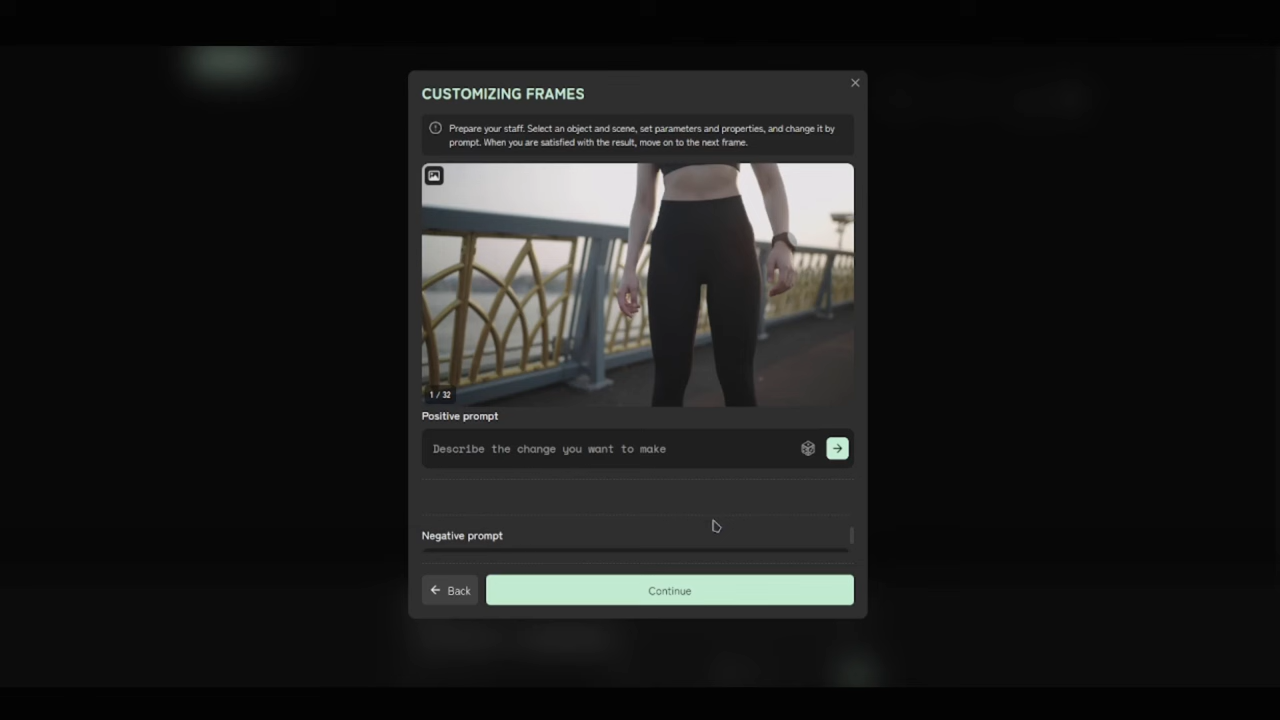 CUSTOMIZING FRAMES
Prepare your staff. Select an object and scene, set parameters and properties, and change it by
prompt. When you are satisfied with the result, move on to the next frame.
1 / 32
Positive prompt
Describe the change you want to make
Negative prompt
Back
Continue